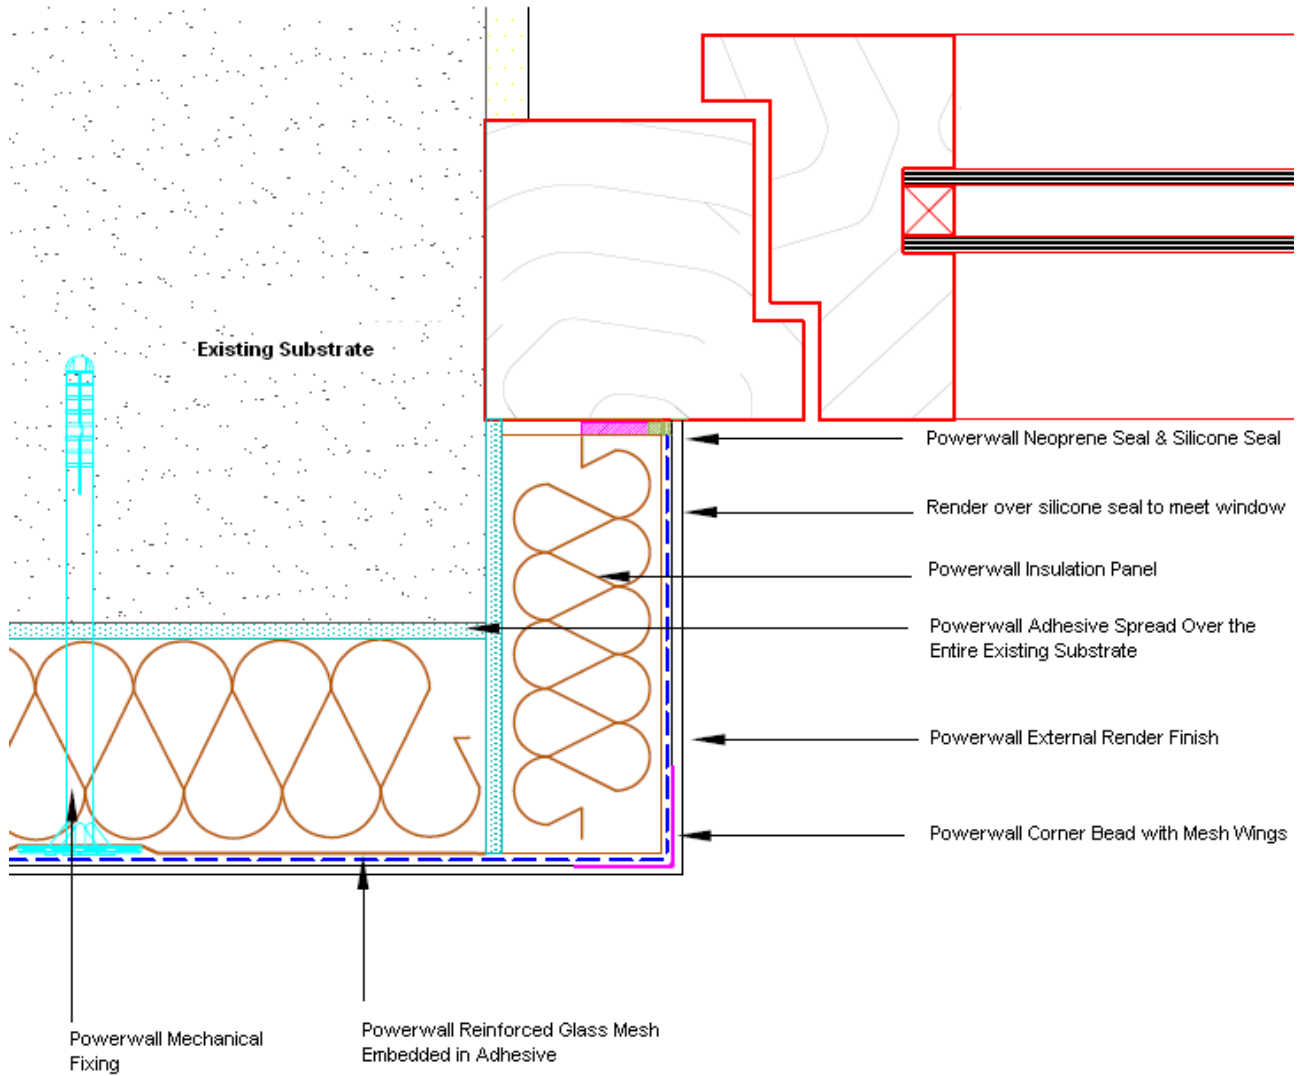 Existing Substrate
Powerwall Neoprene Seal & Silicone Seal
Render over silicone seal to meet window
Powerwall Insulation Panel
Powerwall Adhesive Spread Over the
Entire Existing Substrate
Powerwall External Render Finish
Powerwall Corner Bead with Mesh Wings
Powerwall Mechanical
Fixing
Powerwall Reinforced Glass Mesh
Embedded in Adhesive